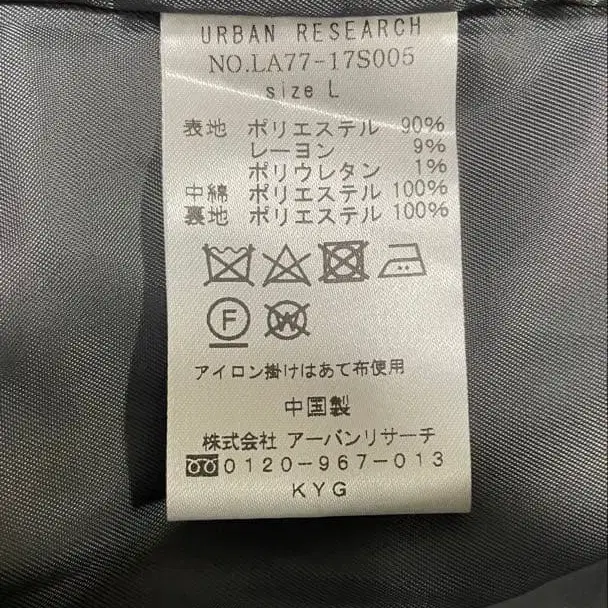 URBAN RESEARCH
NO.LA77-17S005
size L
表地 ポリエステル 90%
レーヨン 9%
ポリウレタン 1%
中綿 ポリエステル 100%
裏地 ポリエステル 100%
F W
アイロン掛けはあて布使用
中国製
株式会社 アーバンリサーチ
0120-967-013
KYG